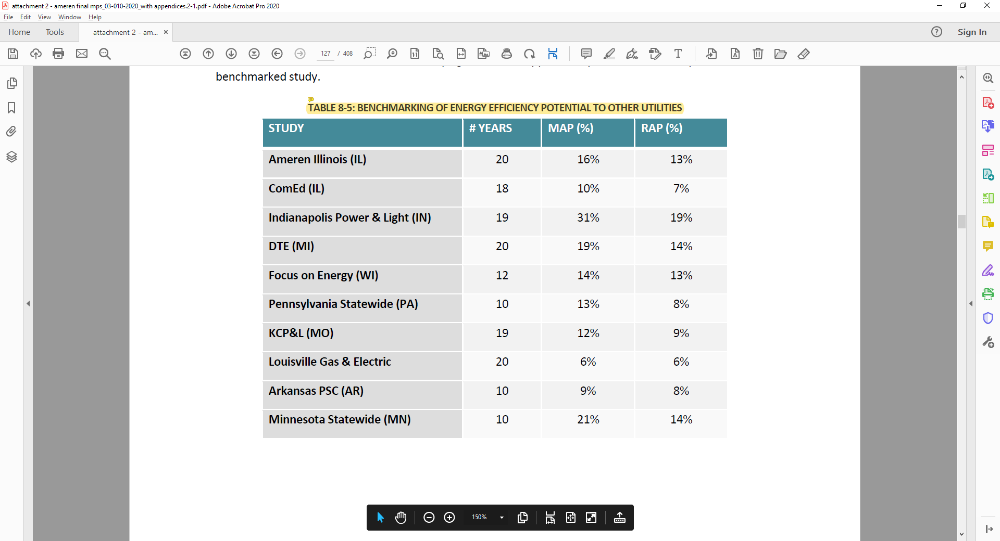 attachment 2 - ameren final mps_03-010-2020_with appendices.2-1.pdf - Adobe Acrobat Pro 2020
File Edit View Window Help
Home Tools attachment 2 - am... × Sign In
127 / 408
benchmarked study.
TABLE 8-5: BENCHMARKING OF ENERGY EFFICIENCY POTENTIAL TO OTHER UTILITIES
STUDY # YEARS MAP (%) RAP (%)
Ameren Illinois (IL) 20 16% 13%
ComEd (IL) 18 10% 7%
Indianapolis Power & Light (IN) 19 31% 19%
DTE (MI) 20 19% 14%
Focus on Energy (WI) 12 14% 13%
Pennsylvania Statewide (PA) 10 13% 8%
KCP&L (MO) 19 12% 9%
Louisville Gas & Electric 20 6% 6%
Arkansas PSC (AR) 10 9% 8%
Minnesota Statewide (MN) 10 21% 14%
150%